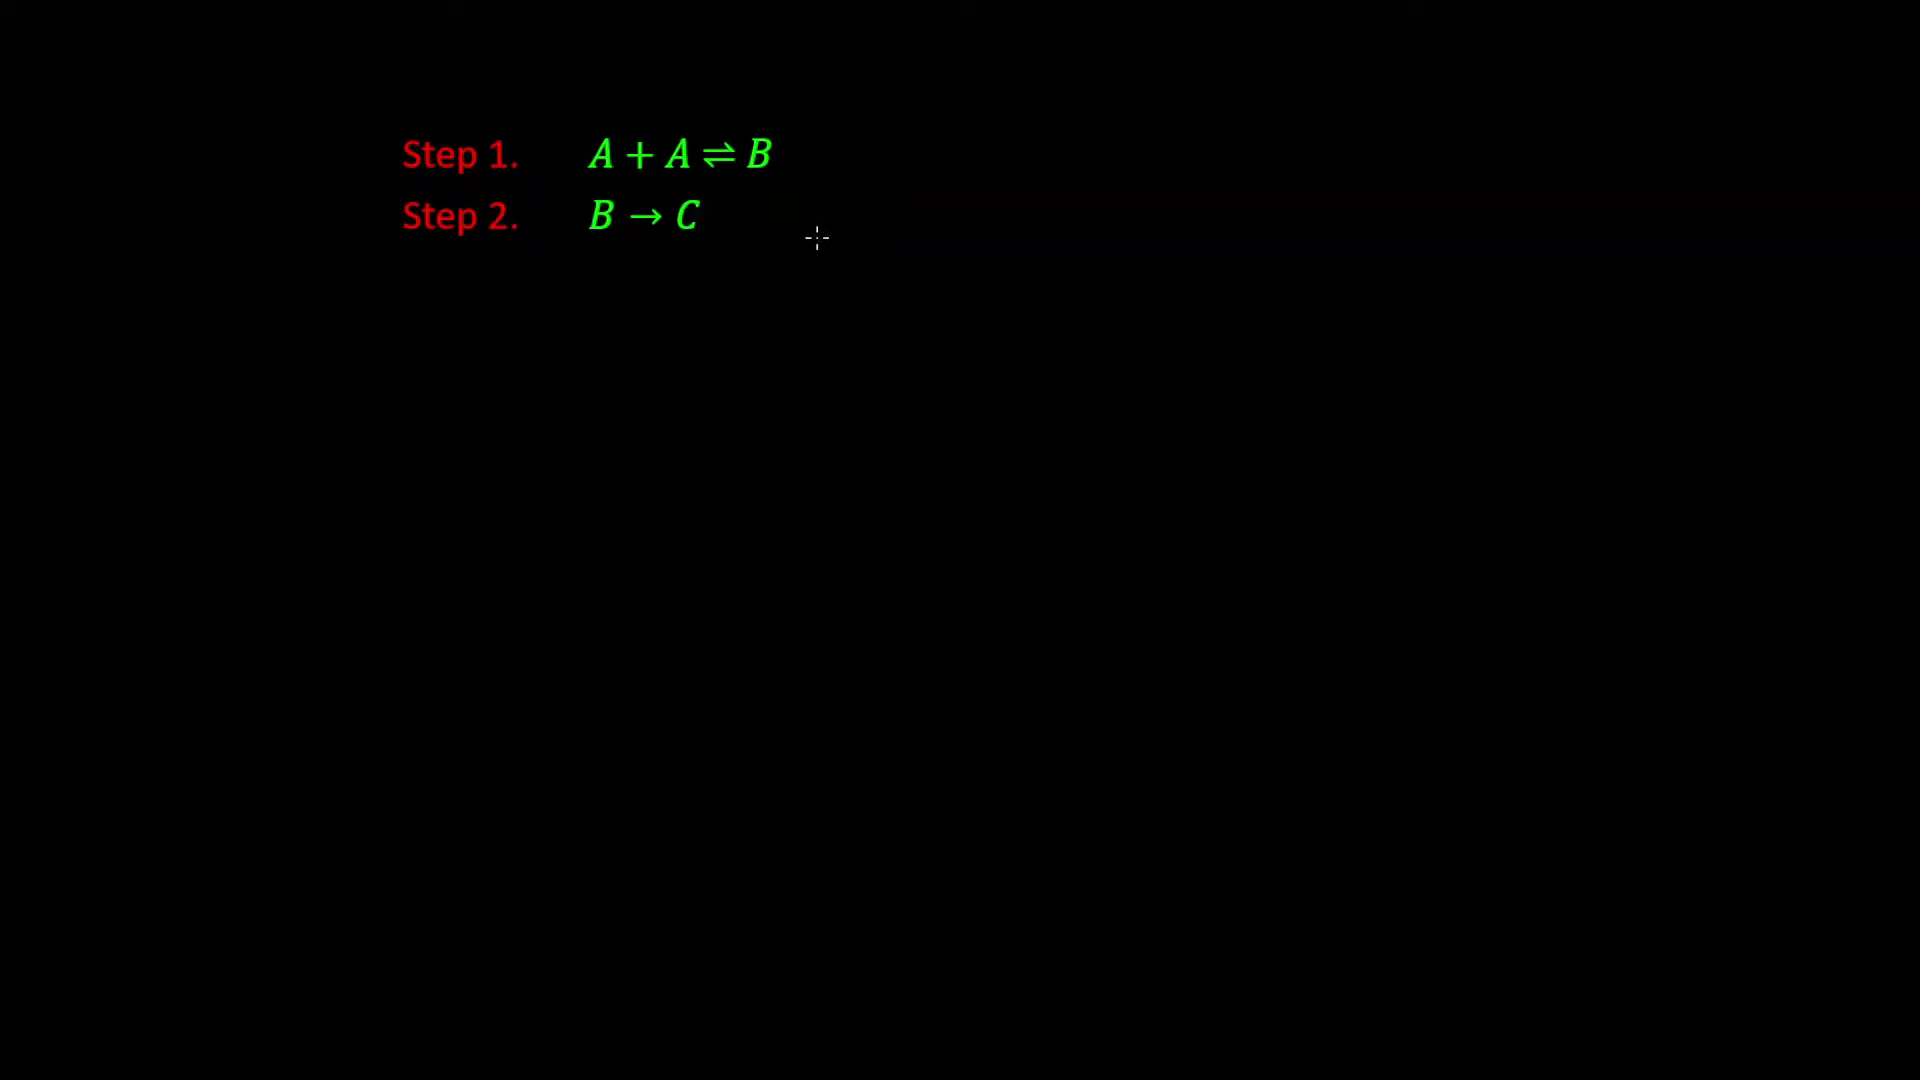 Step 1. A + A ⇌ B
Step 2. B → C